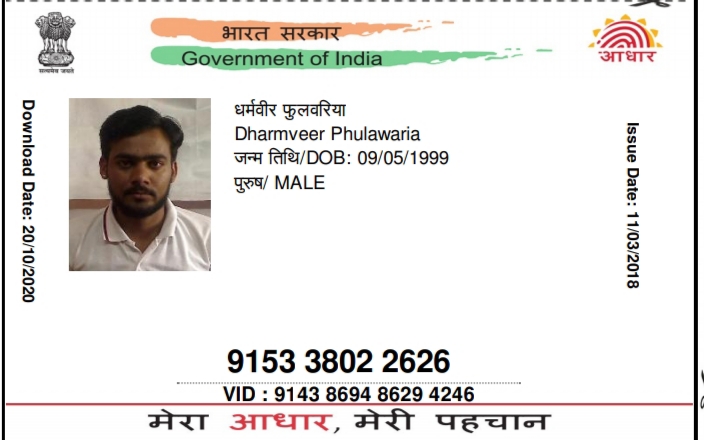 भारत सरकार
Government of India
सत्यमेव जयते
आधार
Download Date: 20/10/2020
धर्मवीर फुलवरिया
Dharmveer Phulawaria
जन्म तिथि/DOB: 09/05/1999
पुरुष/ MALE
Issue Date: 11/03/2018
9153 3802 2626
VID : 9143 8694 8629 4246
मेरा आधार, मेरी पहचान